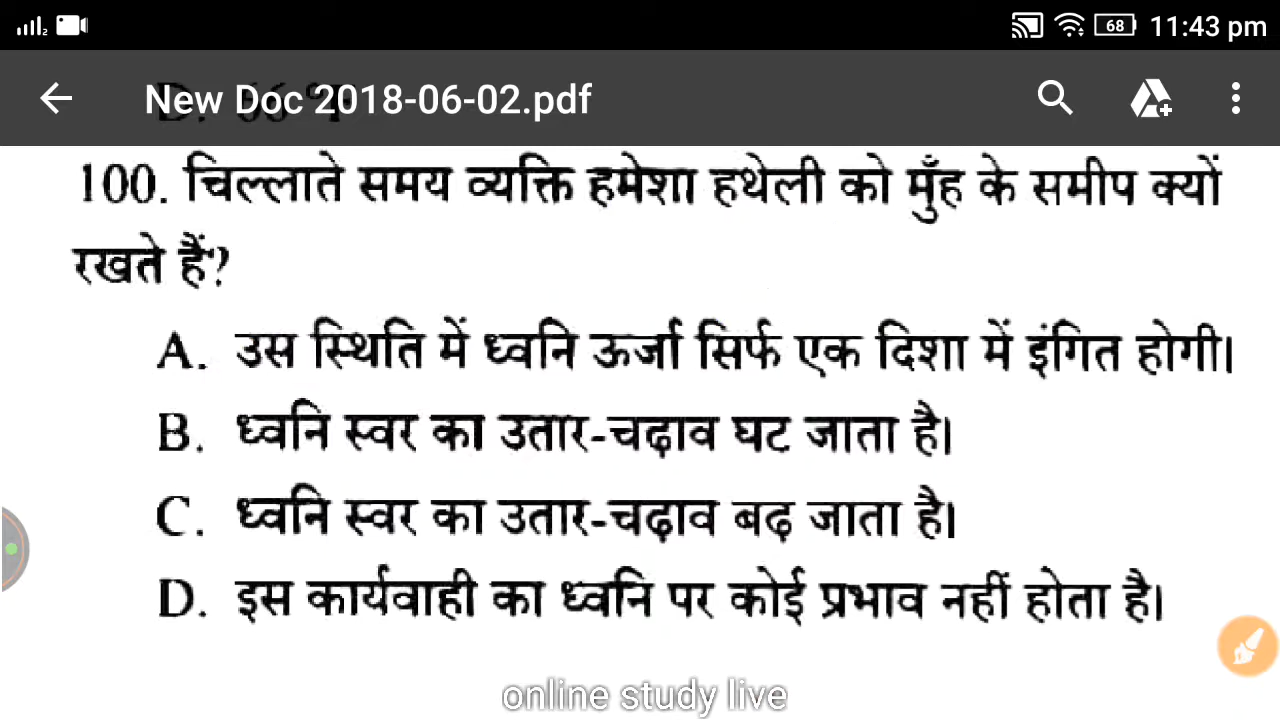 68 11:43 pm
New Doc 2018-06-02.pdf
100. चिल्लाते समय व्यक्ति हमेशा हथेली को मुँह के समीप क्यों
रखते हैं?
A. उस स्थिति में ध्वनि ऊर्जा सिर्फ एक दिशा में इंगित होगी।
B. ध्वनि स्वर का उतार-चढ़ाव घट जाता है।
C. ध्वनि स्वर का उतार-चढ़ाव बढ़ जाता है।
D. इस कार्यवाही का ध्वनि पर कोई प्रभाव नहीं होता है।
online study live